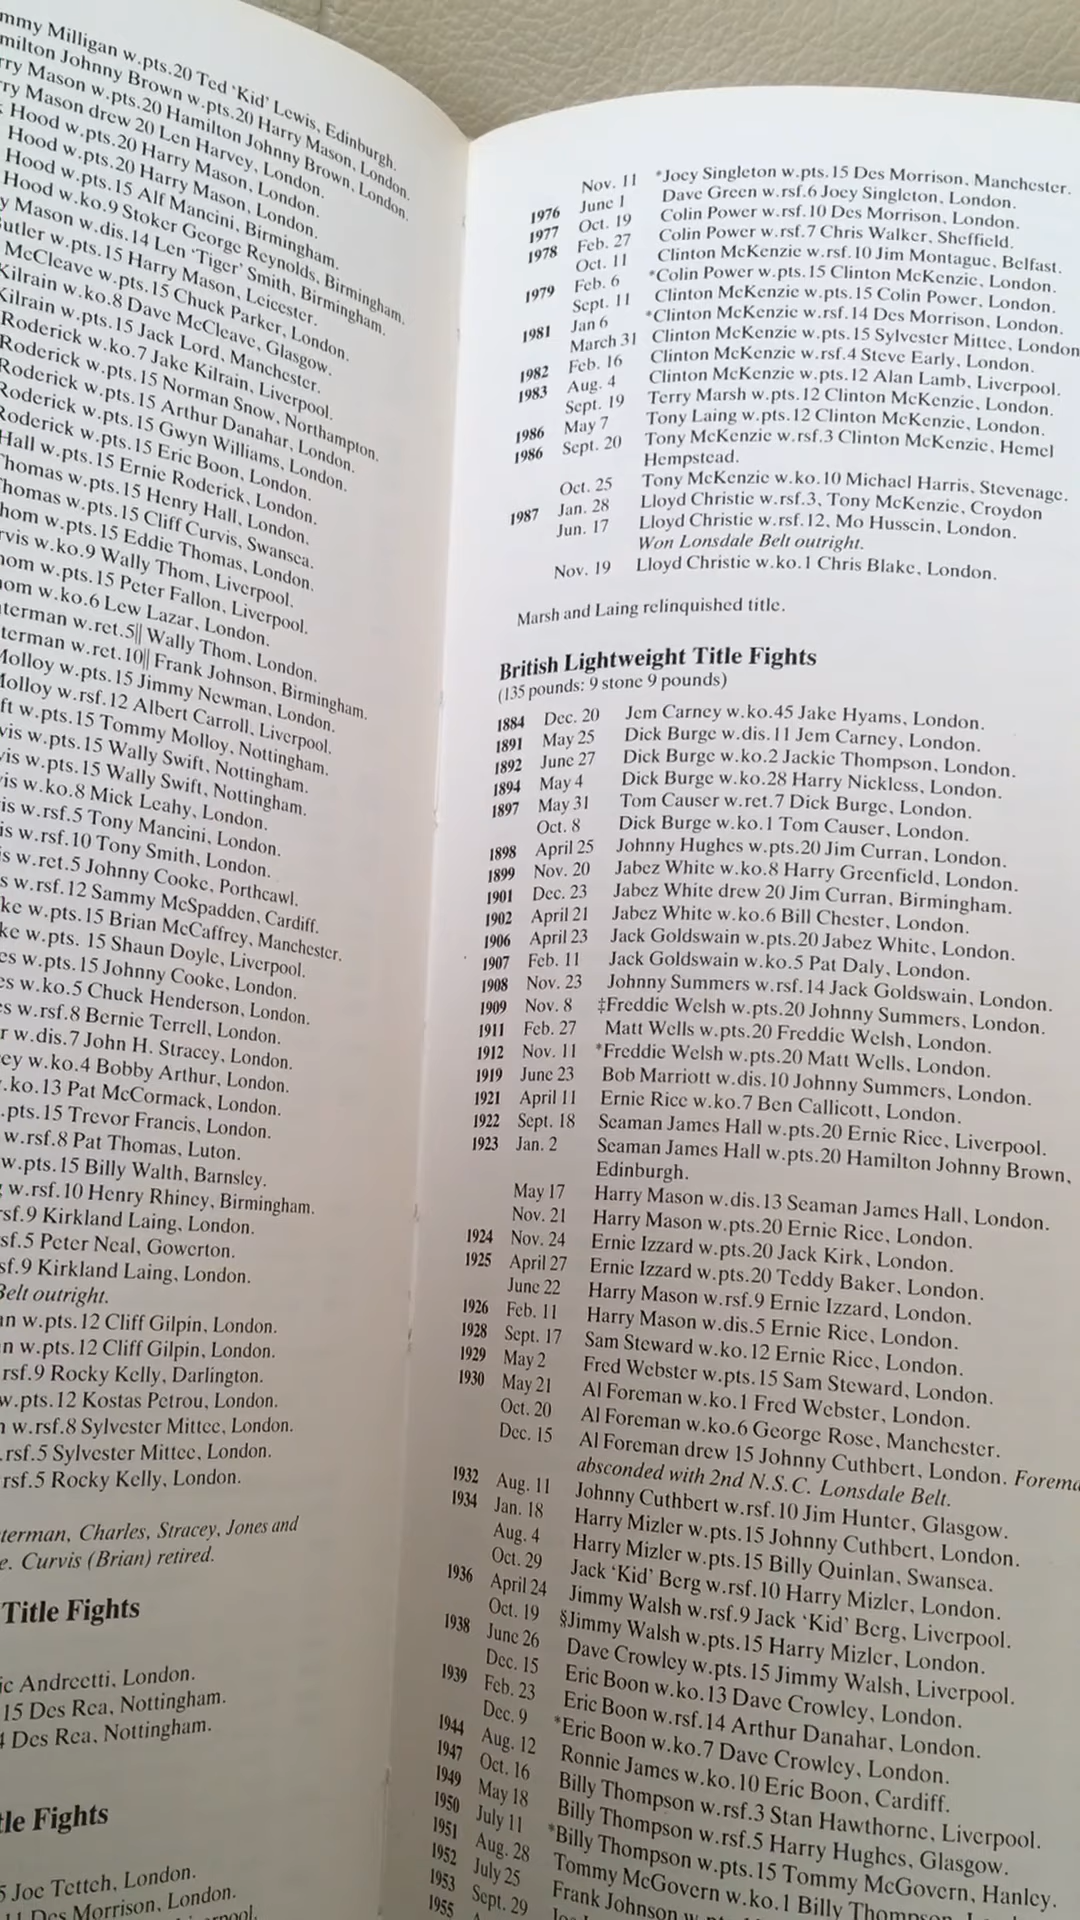 mmy Milligan w.pts.20 Ted 'Kid' Lewis, Edinburgh.
milton Johnny Brown w.pts.20 Harry Mason, London.
rry Mason w.pts.20 Hamilton Johnny Brown, London.
rry Mason drew 20 Len Harvey, London.
Hood w.pts.20 Harry Mason, London.
Hood w.pts.20 Harry Mason, London.
Hood w.pts.15 Alf Mancini, Birmingham.
Hood w.ko.9 Stoker George Reynolds, Birmingham.
y Mason w.dis.14 Len 'Tiger' Smith, Birmingham.
utler w.pts.15 Harry Mason, Leicester.
McCleave w.pts.15 Chuck Parker, London.
Kilrain w.ko.8 Dave McCleave, Glasgow.
Kilrain w.pts.15 Jack Lord, Manchester.
Roderick w.ko.7 Jake Kilrain, Liverpool.
Roderick w.pts.15 Norman Snow, Northampton.
Roderick w.pts.15 Arthur Danahar, London.
Roderick w.pts.15 Gwyn Williams, London.
Roderick w.pts.15 Eric Boon, London.
Hall w.pts.15 Ernie Roderick, London.
homas w.pts.15 Henry Hall, London.
homas w.pts.15 Cliff Curvis, Swansea.
hom w.pts.15 Eddie Thomas, London.
rvis w.ko.9 Wally Thom, Liverpool.
hom w.pts.15 Peter Fallon, Liverpool.
om w.ko.6 Lew Lazar, London.
terman w.ret.5|| Wally Thom, London.
terman w.ret.10|| Frank Johnson, Birmingham.
Molloy w.pts.15 Jimmy Newman, London.
Molloy w.rsf.12 Albert Carroll, Liverpool.
ft w.pts.15 Tommy Molloy, Nottingham.
vis w.pts.15 Wally Swift, Nottingham.
vis w.pts.15 Wally Swift, Nottingham.
vis w.ko.8 Mick Leahy, London.
is w.rsf.5 Tony Mancini, London.
is w.rsf.10 Tony Smith, London.
is w.ret.5 Johnny Cooke, Porthcawl.
s w.rsf.12 Sammy McSpadden, Cardiff.
ke w.pts.15 Brian McCaffrey, Manchester.
ke w.pts. 15 Shaun Doyle, Liverpool.
es w.pts.15 Johnny Cooke, London.
es w.ko.5 Chuck Henderson, London.
es w.rsf.8 Bernie Terrell, London.
r w.dis.7 John H. Stracey, London.
ey w.ko.4 Bobby Arthur, London.
.ko.13 Pat McCormack, London.
.pts.15 Trevor Francis, London.
w.rsf.8 Pat Thomas, Luton.
w.pts.15 Billy Walth, Barnsley.
g w.rsf.10 Henry Rhiney, Birmingham.
rsf.9 Kirkland Laing, London.
sf.5 Peter Neal, Gowerton.
sf.9 Kirkland Laing, London.
Belt outright.
an w.pts.12 Cliff Gilpin, London.
n w.pts.12 Cliff Gilpin, London.
rsf.9 Rocky Kelly, Darlington.
w.pts.12 Kostas Petrou, London.
n w.rsf.8 Sylvester Mittee, London.
.rsf.5 Sylvester Mittee, London.
rsf.5 Rocky Kelly, London.
terman, Charles, Stracey, Jones and
e. Curvis (Brian) retired.
Title Fights
ic Andreetti, London.
15 Des Rea, Nottingham.
4 Des Rea, Nottingham.
tle Fights
5 Joe Tetteh, London.
11 Des Morrison, London.
Nov. 11 *Joey Singleton w.pts.15 Des Morrison, Manchester.
1976 June 1 Dave Green w.rsf.6 Joey Singleton, London.
1977 Oct. 19 Colin Power w.rsf.10 Des Morrison, London.
1978 Feb. 27 Colin Power w.rsf.7 Chris Walker, Sheffield.
Oct. 11 Clinton McKenzie w.rsf.10 Jim Montague, Belfast.
1979 Feb. 6 *Colin Power w.pts.15 Clinton McKenzie, London.
Sept. 11 Clinton McKenzie w.pts.15 Colin Power, London.
1981 Jan 6 *Clinton McKenzie w.rsf.14 Des Morrison, London.
March 31 Clinton McKenzie w.pts.15 Sylvester Mittee, London
1982 Feb. 16 Clinton McKenzie w.rsf.4 Steve Early, London.
1983 Aug. 4 Clinton McKenzie w.pts.12 Alan Lamb, Liverpool.
Sept. 19 Terry Marsh w.pts.12 Clinton McKenzie, London.
1986 May 7 Tony Laing w.pts.12 Clinton McKenzie, London.
1986 Sept. 20 Tony McKenzie w.rsf.3 Clinton McKenzie, Hemel
Hempstead.
Oct. 25 Tony McKenzie w.ko.10 Michael Harris, Stevenage.
1987 Jan. 28 Lloyd Christie w.rsf.3, Tony McKenzie, Croydon
Jun. 17 Lloyd Christie w.rsf.12, Mo Hussein, London.
Won Lonsdale Belt outright.
Nov. 19 Lloyd Christie w.ko.1 Chris Blake, London.
Marsh and Laing relinquished title.
British Lightweight Title Fights
(135 pounds: 9 stone 9 pounds)
1884 Dec. 20 Jem Carney w.ko.45 Jake Hyams, London.
1891 May 25 Dick Burge w.dis.11 Jem Carney, London.
1892 June 27 Dick Burge w.ko.2 Jackie Thompson, London.
1894 May 4 Dick Burge w.ko.28 Harry Nickless, London.
1897 May 31 Tom Causer w.ret.7 Dick Burge, London.
Oct. 8 Dick Burge w.ko.1 Tom Causer, London.
1898 April 25 Johnny Hughes w.pts.20 Jim Curran, London.
1899 Nov. 20 Jabez White w.ko.8 Harry Greenfield, London.
1901 Dec. 23 Jabez White drew 20 Jim Curran, Birmingham.
1902 April 21 Jabez White w.ko.6 Bill Chester, London.
1906 April 23 Jack Goldswain w.pts.20 Jabez White, London.
1907 Feb. 11 Jack Goldswain w.ko.5 Pat Daly, London.
1908 Nov. 23 Johnny Summers w.rsf.14 Jack Goldswain, London.
1909 Nov. 8 ‡Freddie Welsh w.pts.20 Johnny Summers, London.
1911 Feb. 27 Matt Wells w.pts.20 Freddie Welsh, London.
1912 Nov. 11 *Freddie Welsh w.pts.20 Matt Wells, London.
1919 June 23 Bob Marriott w.dis.10 Johnny Summers, London.
1921 April 11 Ernie Rice w.ko.7 Ben Callicott, London.
1922 Sept. 18 Seaman James Hall w.pts.20 Ernie Rice, Liverpool.
1923 Jan. 2 Seaman James Hall w.pts.20 Hamilton Johnny Brown,
Edinburgh.
May 17 Harry Mason w.dis.13 Seaman James Hall, London.
Nov. 21 Harry Mason w.pts.20 Ernie Rice, London.
1924 Nov. 24 Ernie Izzard w.pts.20 Jack Kirk, London.
1925 April 27 Ernie Izzard w.pts.20 Teddy Baker, London.
June 22 Harry Mason w.rsf.9 Ernie Izzard, London.
1926 Feb. 11 Harry Mason w.dis.5 Ernie Rice, London.
1928 Sept. 17 Sam Steward w.ko.12 Ernie Rice, London.
1929 May 2 Fred Webster w.pts.15 Sam Steward, London.
1930 May 21 Al Foreman w.ko.1 Fred Webster, London.
Oct. 20 Al Foreman w.ko.6 George Rose, Manchester.
Dec. 15 Al Foreman drew 15 Johnny Cuthbert, London. Forema
absconded with 2nd N.S.C. Lonsdale Belt.
1932 Aug. 11 Johnny Cuthbert w.rsf.10 Jim Hunter, Glasgow.
1934 Jan. 18 Harry Mizler w.pts.15 Johnny Cuthbert, London.
Aug. 4 Harry Mizler w.pts.15 Billy Quinlan, Swansea.
Oct. 29 Jack 'Kid' Berg w.rsf.10 Harry Mizler, London.
1936 April 24 Jimmy Walsh w.rsf.9 Jack 'Kid' Berg, Liverpool.
Oct. 19 §Jimmy Walsh w.pts.15 Harry Mizler, London.
1938 June 26 Dave Crowley w.pts.15 Jimmy Walsh, Liverpool.
Dec. 15 Eric Boon w.ko.13 Dave Crowley, London.
1939 Feb. 23 Eric Boon w.rsf.14 Arthur Danahar, London.
Dec. 9 *Eric Boon w.ko.7 Dave Crowley, London.
1944 Aug. 12 Ronnie James w.ko.10 Eric Boon, Cardiff.
1947 Oct. 16 Billy Thompson w.rsf.3 Stan Hawthorne, Liverpool.
1949 May 18 Billy Thompson w.rsf.5 Harry Hughes, Glasgow.
1950 July 11 *Billy Thompson w.pts.15 Tommy McGovern, Hanley.
1951 Aug. 28 Tommy McGovern w.ko.1 Billy
1952 July 25 Frank Johnson
1953 Sept. 29
1955